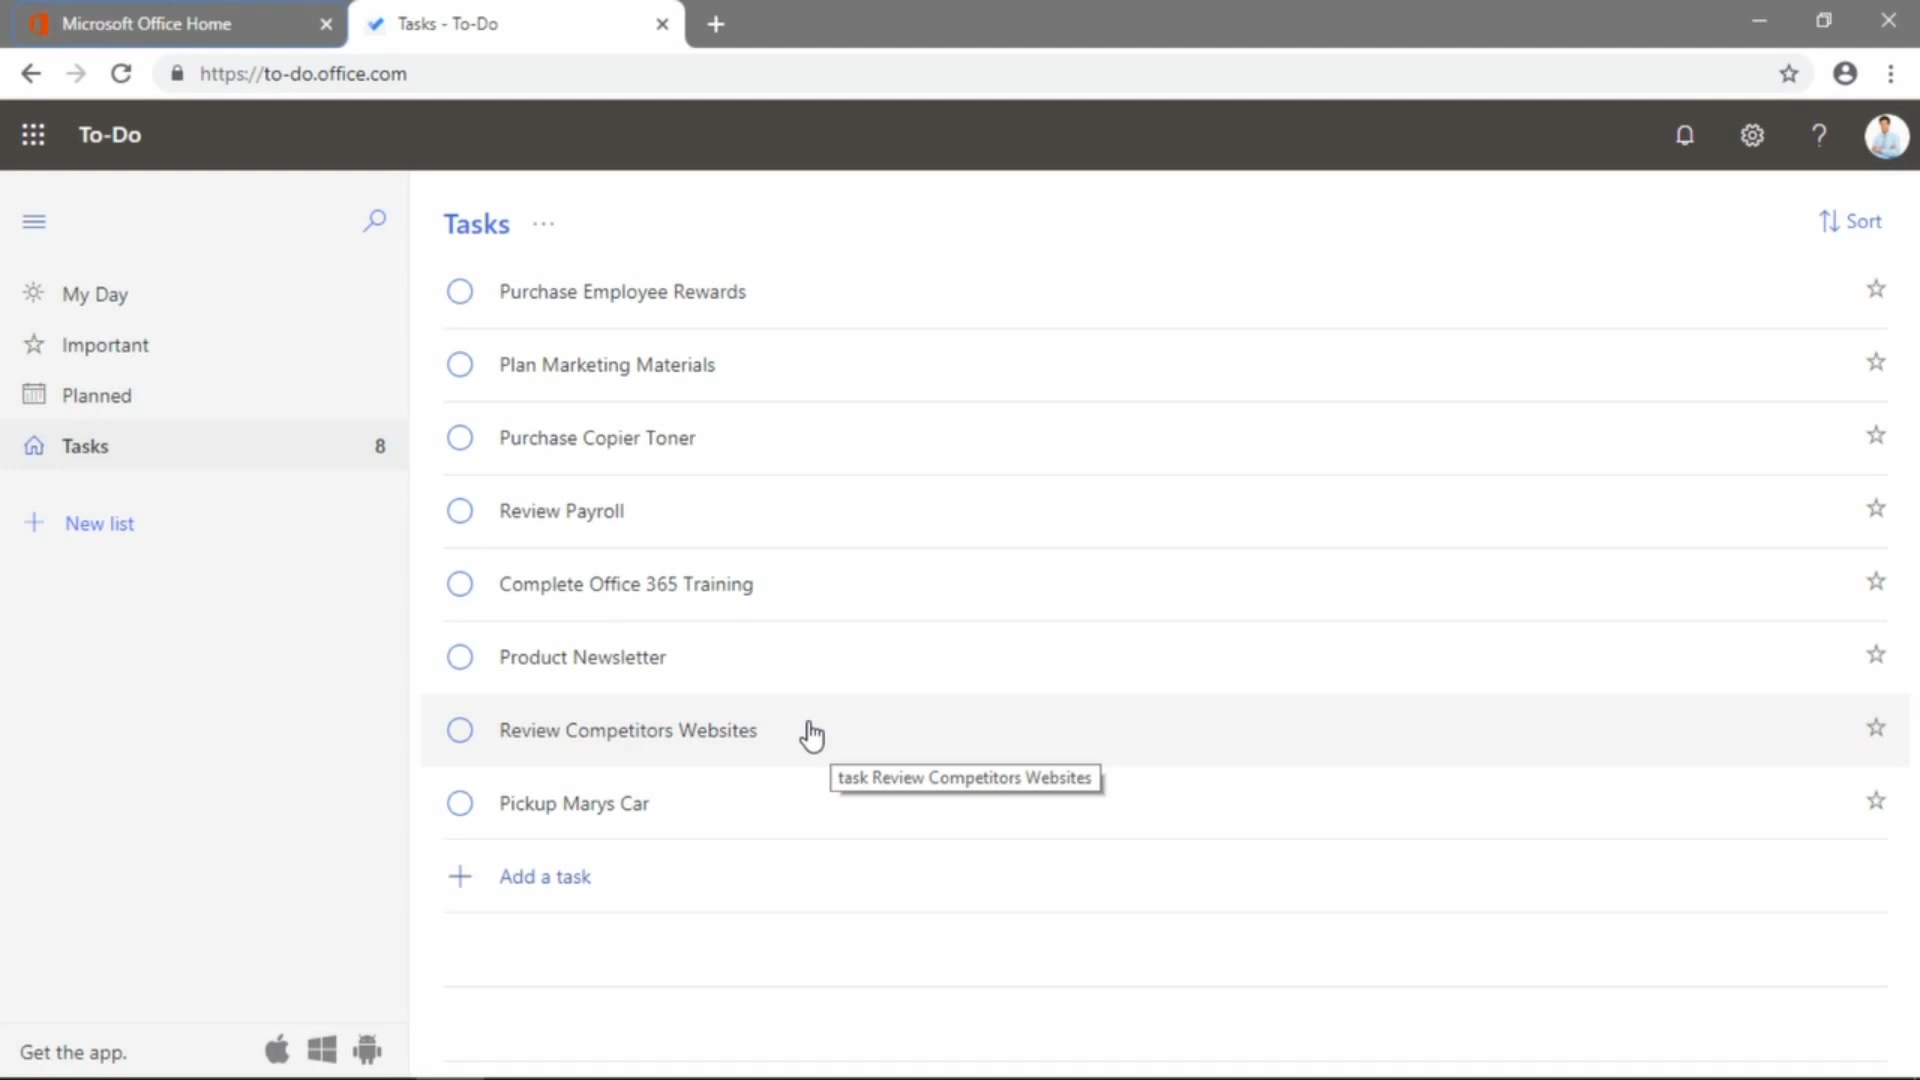 Microsoft Office Home
Tasks - To-Do
https://to-do.office.com
To-Do
Tasks ...
Sort
My Day
Important
Planned
Tasks 8
New list
Purchase Employee Rewards
Plan Marketing Materials
Purchase Copier Toner
Review Payroll
Complete Office 365 Training
Product Newsletter
Review Competitors Websites
task Review Competitors Websites
Pickup Marys Car
Add a task
Get the app.